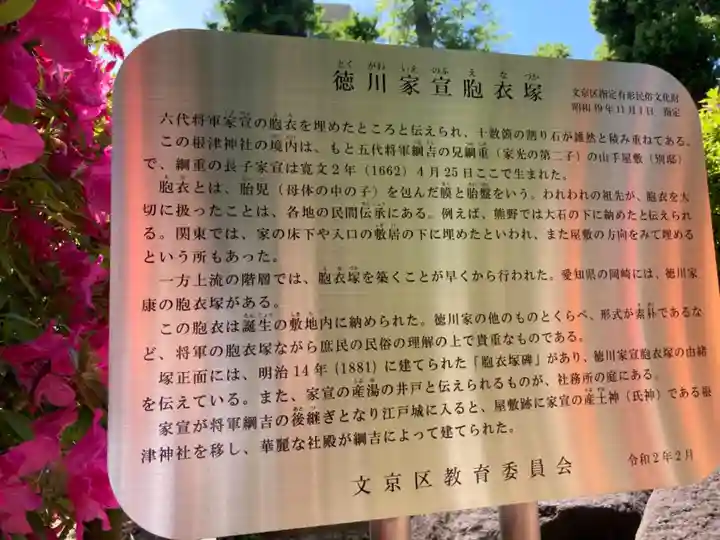 徳川家宣胞衣塚
とくがわいえのぶえなづか
文京区指定有形民俗文化財
昭和49年11月1日 指定
六代将軍家宣の胞衣を埋めたところと伝えられ、十数箇の割り石が雑然と積み重ねてある。
この根津神社の境内は、もと五代将軍綱吉の兄綱重(家光の第二子)の山手屋敷(別邸)
で、綱重の長子家宣は寛文2年(1662)4月25日ここで生まれた。
胞衣とは、胎児(母体の中の子)を包んだ膜と胎盤をいう。われわれの祖先が、胞衣を大
切に扱ったことは、各地の民間伝承にある。例えば、熊野では大石の下に納めたと伝えられ
る。関東では、家の床下や入口の敷居の下に埋めたといわれ、また屋敷の方向をみて埋める
という所もあった。
一方上流の階層では、胞衣塚を築くことが早くから行われた。愛知県の岡崎には、徳川家
康の胞衣塚がある。
この胞衣は誕生の敷地内に納められた。徳川家の他のものとくらべ、形式が素朴であるな
ど、将軍の胞衣塚ながら庶民の民俗の理解の上で貴重なものである。
塚正面には、明治14年(1881)に建てられた「胞衣塚碑」があり、徳川家宣胞衣塚の由緒
を伝えている。また、家宣の産湯の井戸と伝えられるものが、社務所の庭にある。
家宣が将軍綱吉の後継ぎとなり江戸城に入ると、屋敷跡に家宣の産土神(氏神)である根
津神社を移し、華麗な社殿が綱吉によって建てられた。
文京区教育委員会
令和2年2月